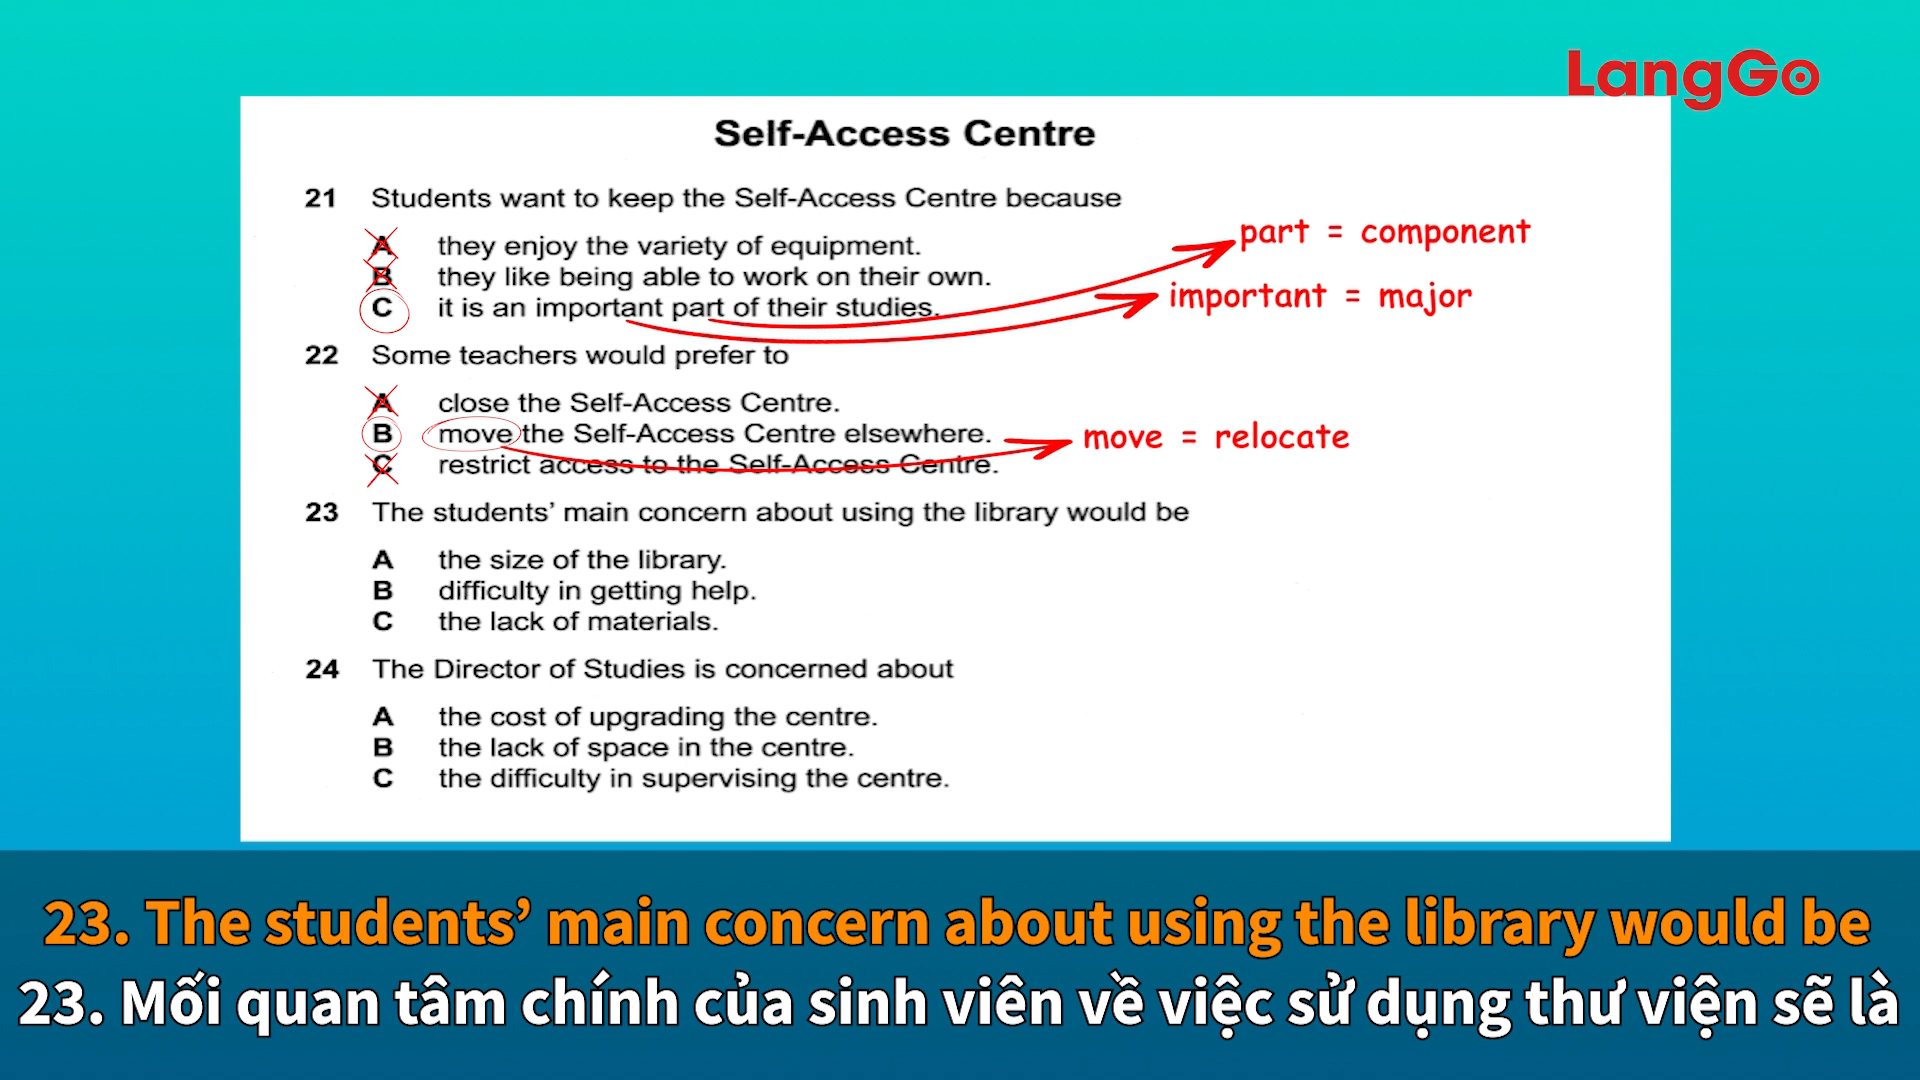 LangGo
Self-Access Centre
21 Students want to keep the Self-Access Centre because
A they enjoy the variety of equipment.
B they like being able to work on their own.
C it is an important part of their studies.
part = component
important = major
22 Some teachers would prefer to
A close the Self-Access Centre.
B move the Self-Access Centre elsewhere.
C restrict access to the Self-Access Centre.
move = relocate
23 The students’ main concern about using the library would be
A the size of the library.
B difficulty in getting help.
C the lack of materials.
24 The Director of Studies is concerned about
A the cost of upgrading the centre.
B the lack of space in the centre.
C the difficulty in supervising the centre.
23. The students’ main concern about using the library would be
23. Mối quan tâm chính của sinh viên về việc sử dụng thư viện sẽ là